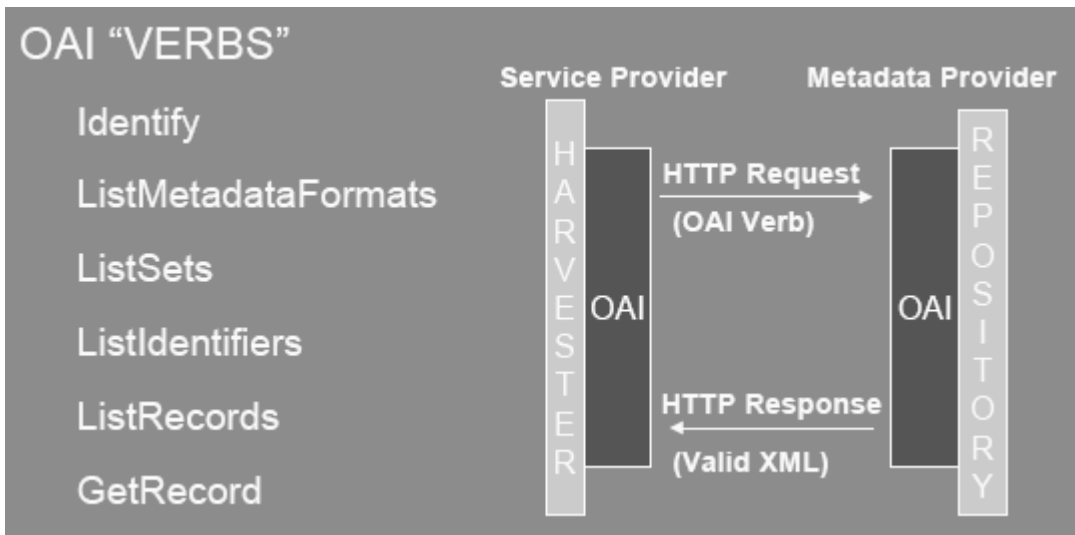 OAI “VERBS”
Identify
ListMetadataFormats
ListSets
ListIdentifiers
ListRecords
GetRecord
Service Provider
Metadata Provider
HARVESTER
OAI
HTTP Request
(OAI Verb)
HTTP Response
(Valid XML)
OAI
REPOSITORY